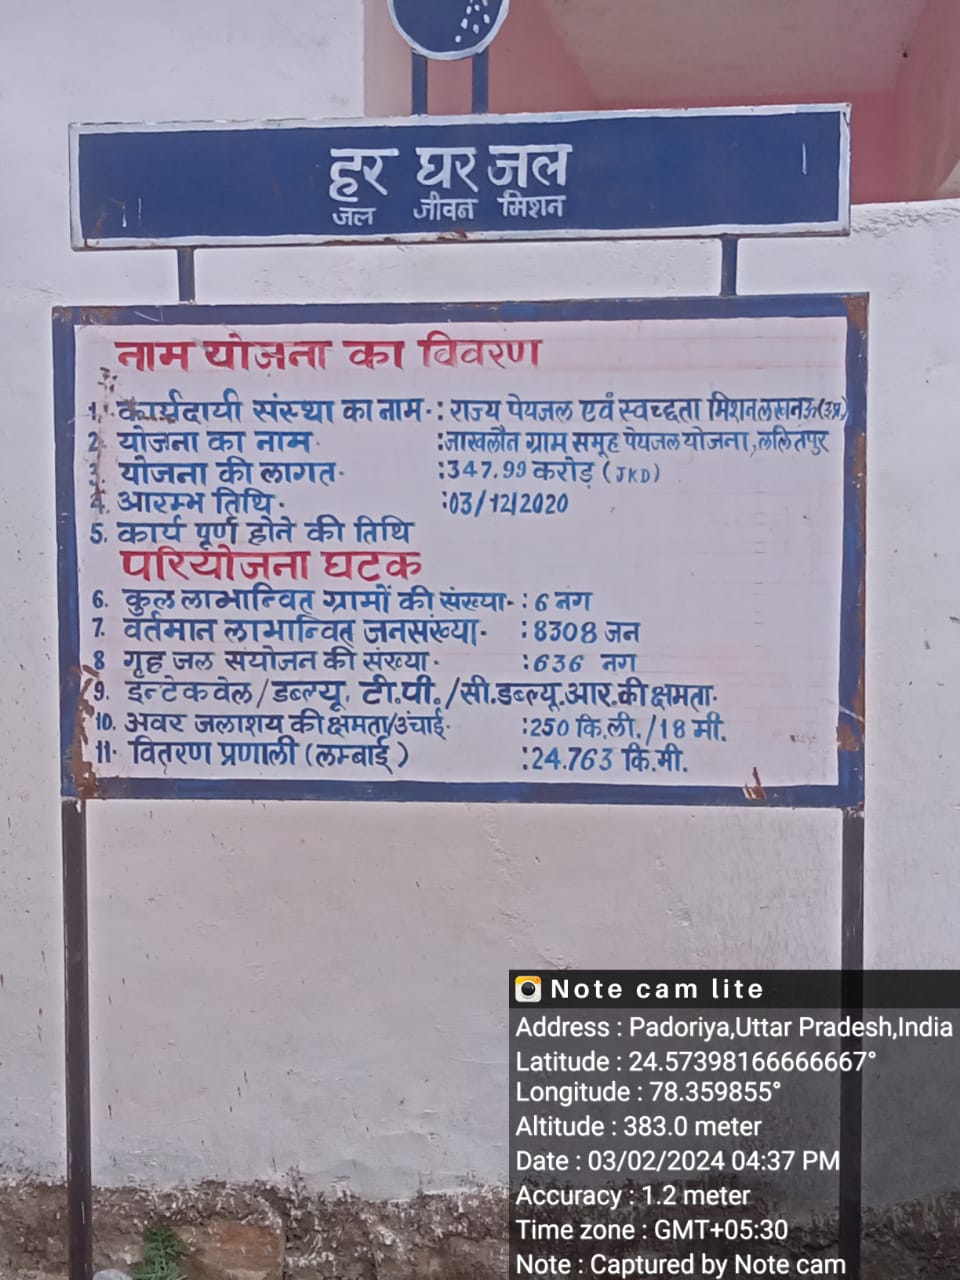 हर घर जल
जल जीवन मिशन
नाम योजना का विवरण
1. कार्यदायी संस्था का नाम.: राज्य पेयजल एवं स्वच्छता मिशन लखनऊ (उ.प्र.)
2. योजना का नाम. :जाखलौन ग्राम समूह पेयजल योजना, ललितपुर
3. योजना की लागत. :347.99 करोड़ (JKD)
4. आरम्भ तिथि. :03/12/2020
5. कार्य पूर्ण होने की तिथि
परियोजना घटक
6. कुल लाभान्वित ग्रामों की संख्या-: 6 नग
7. वर्तमान लाभान्वित जनसंख्या. :8308 जन
8 गृह जल संयोजन की संख्या. :636 नग
9. इन्टेकवेल/डब्ल्यू. टी.पी./सी.डब्ल्यू.आर.की क्षमता.
10. अवर जलाशय की क्षमता/उंचाई. :250 कि.ली./18 मी.
11. वितरण प्रणाली (लम्बाई) :24.763 कि.मी.
Note cam lite
Address : Padoriya,Uttar Pradesh,India
Latitude : 24.57398166666667°
Longitude : 78.359855°
Altitude : 383.0 meter
Date : 03/02/2024 04:37 PM
Accuracy : 1.2 meter
Time zone : GMT+05:30
Note : Captured by Note cam